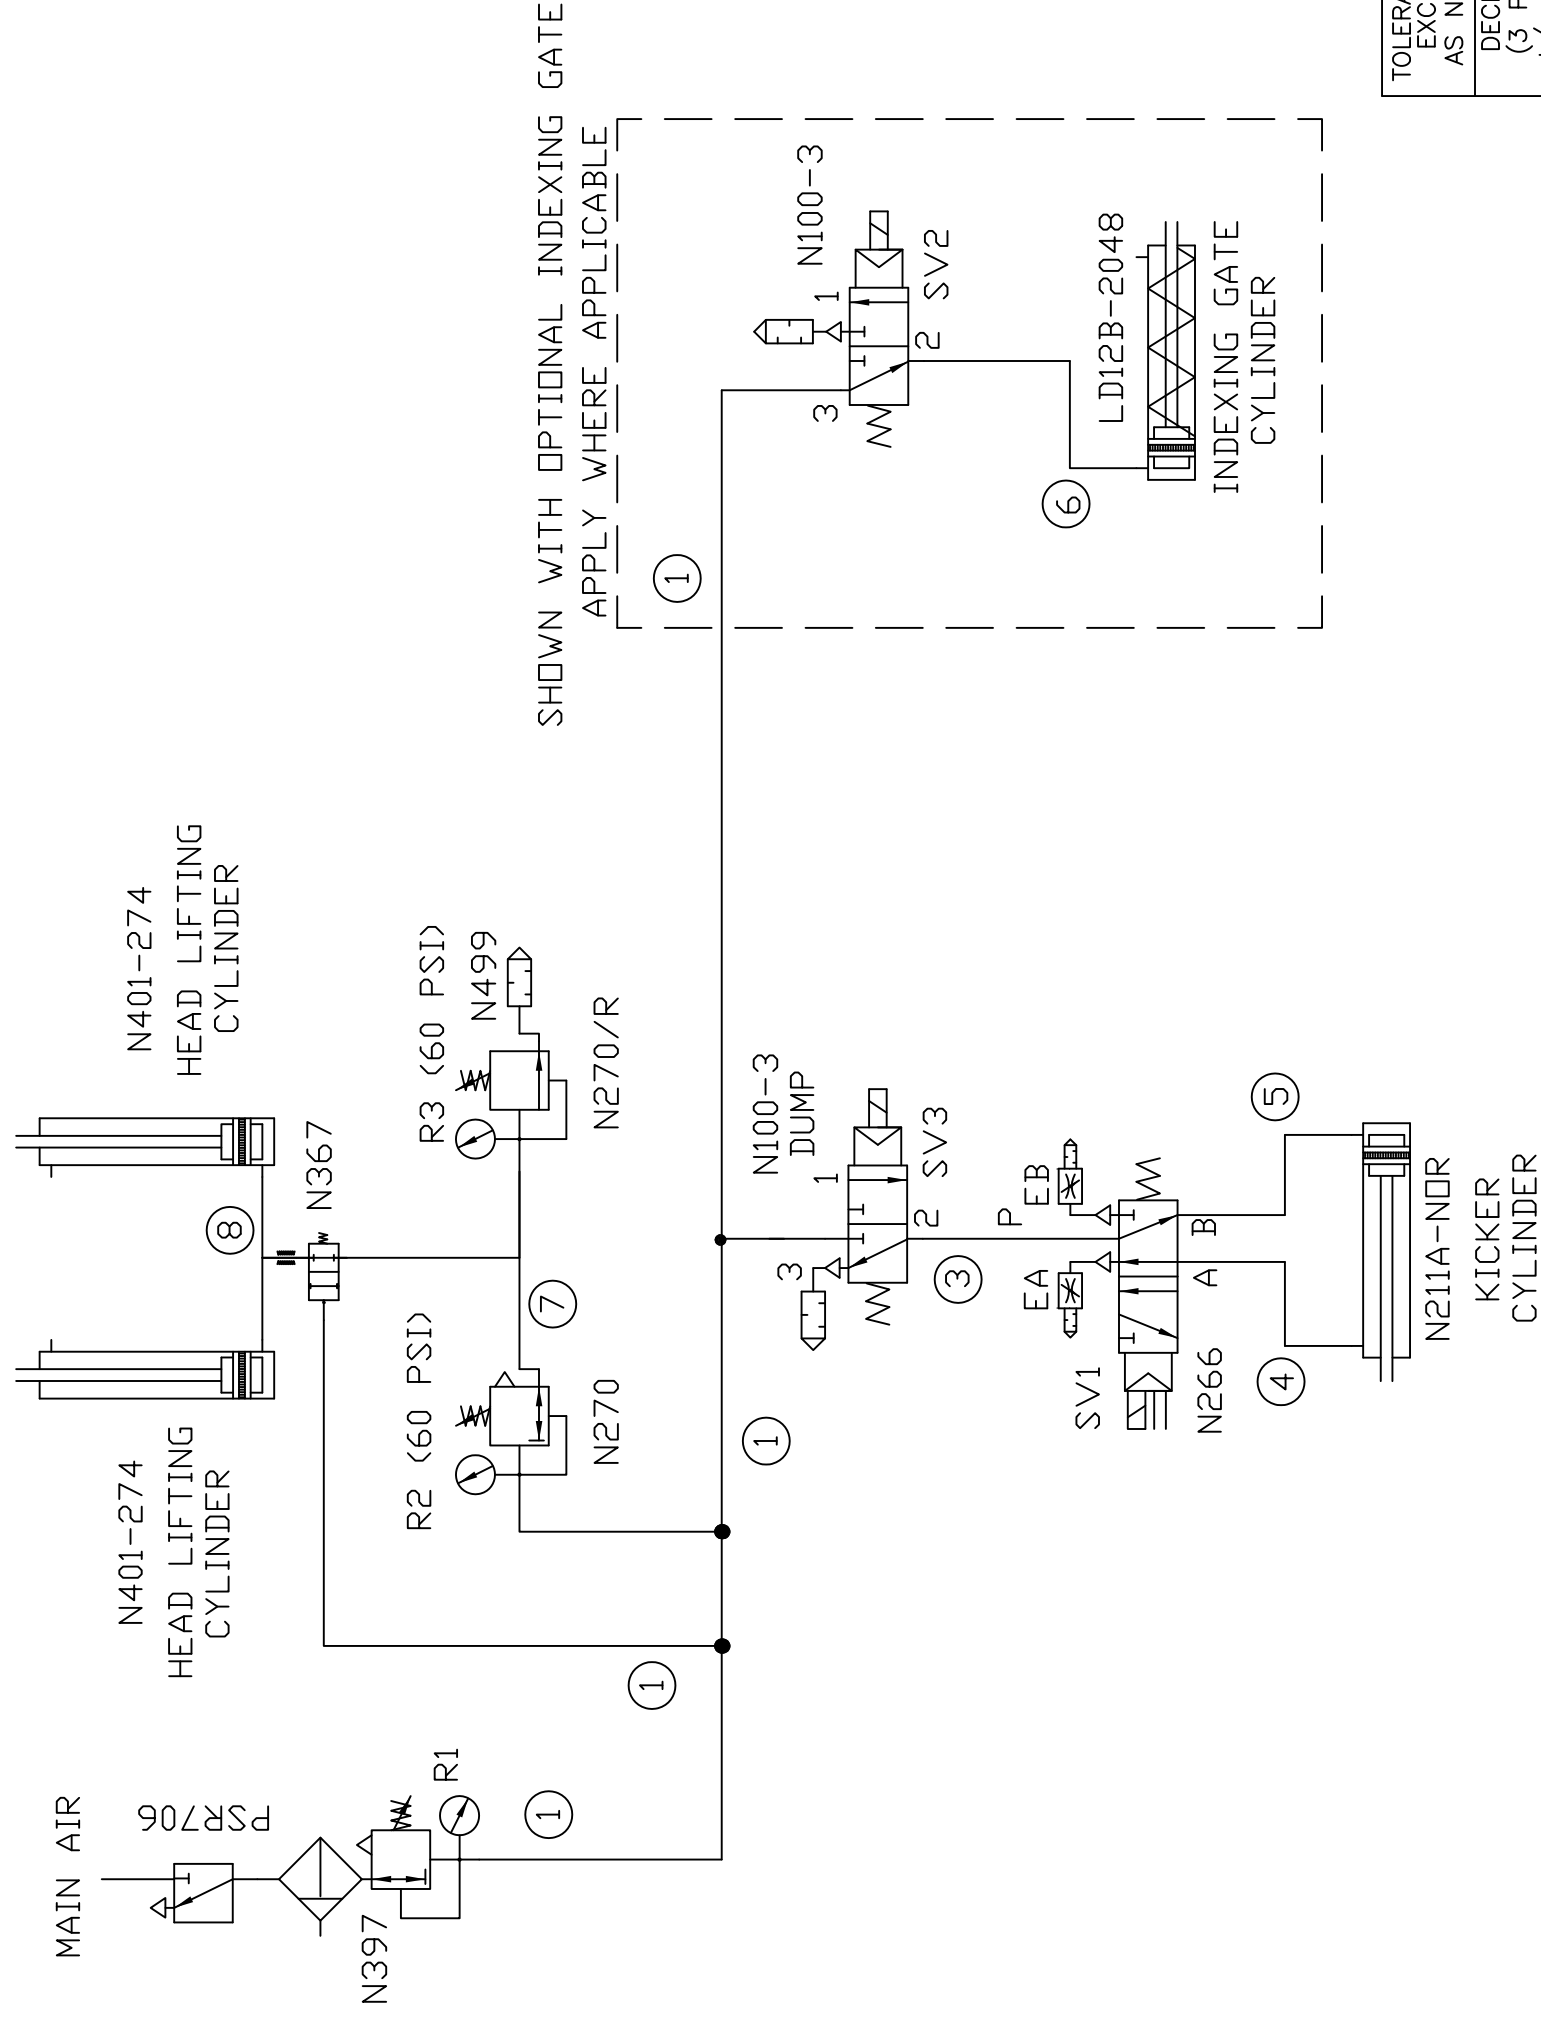 MAIN AIR
PSR706
N397
R1
1
1
N401-274
HEAD LIFTING
CYLINDER
8
N401-274
HEAD LIFTING
CYLINDER
N367
R2 (60 PSI)
N270
7
R3 (60 PSI)
N499
N270/R
1
N100-3
DUMP
3
1
2
SV3
3
P
EA
EB
SV1
N266
A
B
4
5
N211A-NOR
KICKER
CYLINDER
SHOWN WITH OPTIONAL INDEXING GATE
APPLY WHERE APPLICABLE
1
N100-3
3
1
2
SV2
6
LD12B-2048
INDEXING GATE
CYLINDER
TOLERA
EXC
AS N
DECI